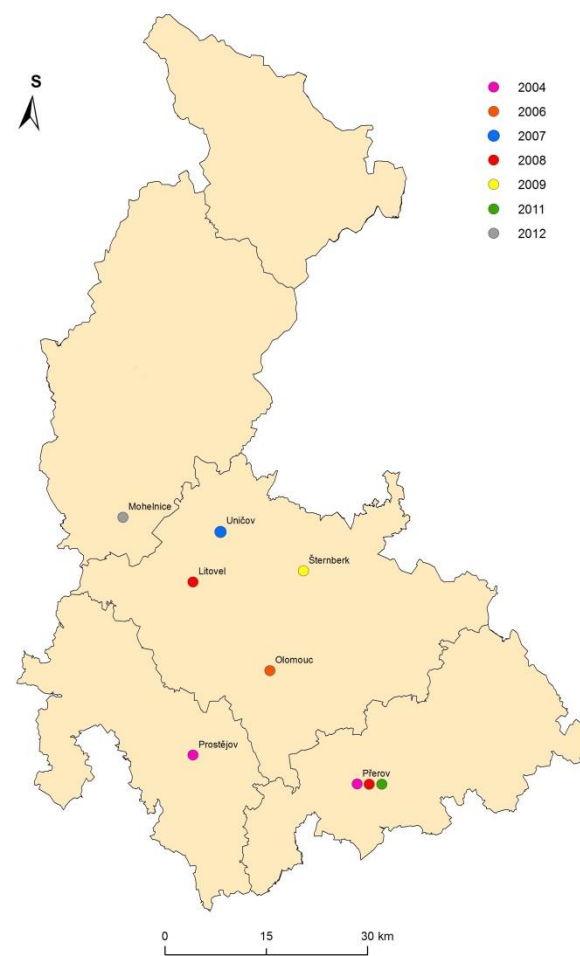 S
2004
2006
2007
2008
2009
2011
2012
Mohelnice
Uničov
Šternberk
Litovel
Olomouc
Prostějov
Přerov
0 15 30 km